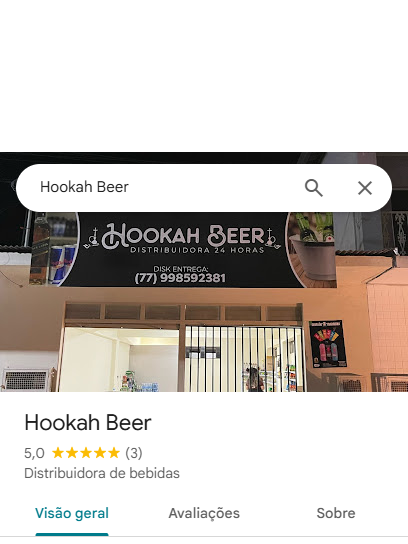 Hookah Beer
HOOKAH BEER
DISTRIBUIDORA 24 HORAS
DISK ENTREGA:
(77) 998592381
Hookah Beer
5,0 ★★★★★ (3)
Distribuidora de bebidas
Visão geral Avaliações Sobre